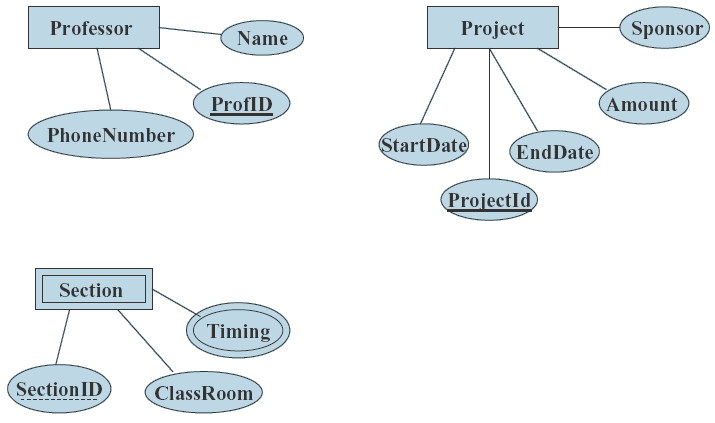 Professor
Name
ProfID
PhoneNumber
Project
Sponsor
Amount
StartDate
EndDate
ProjectId
Section
Timing
SectionID
ClassRoom